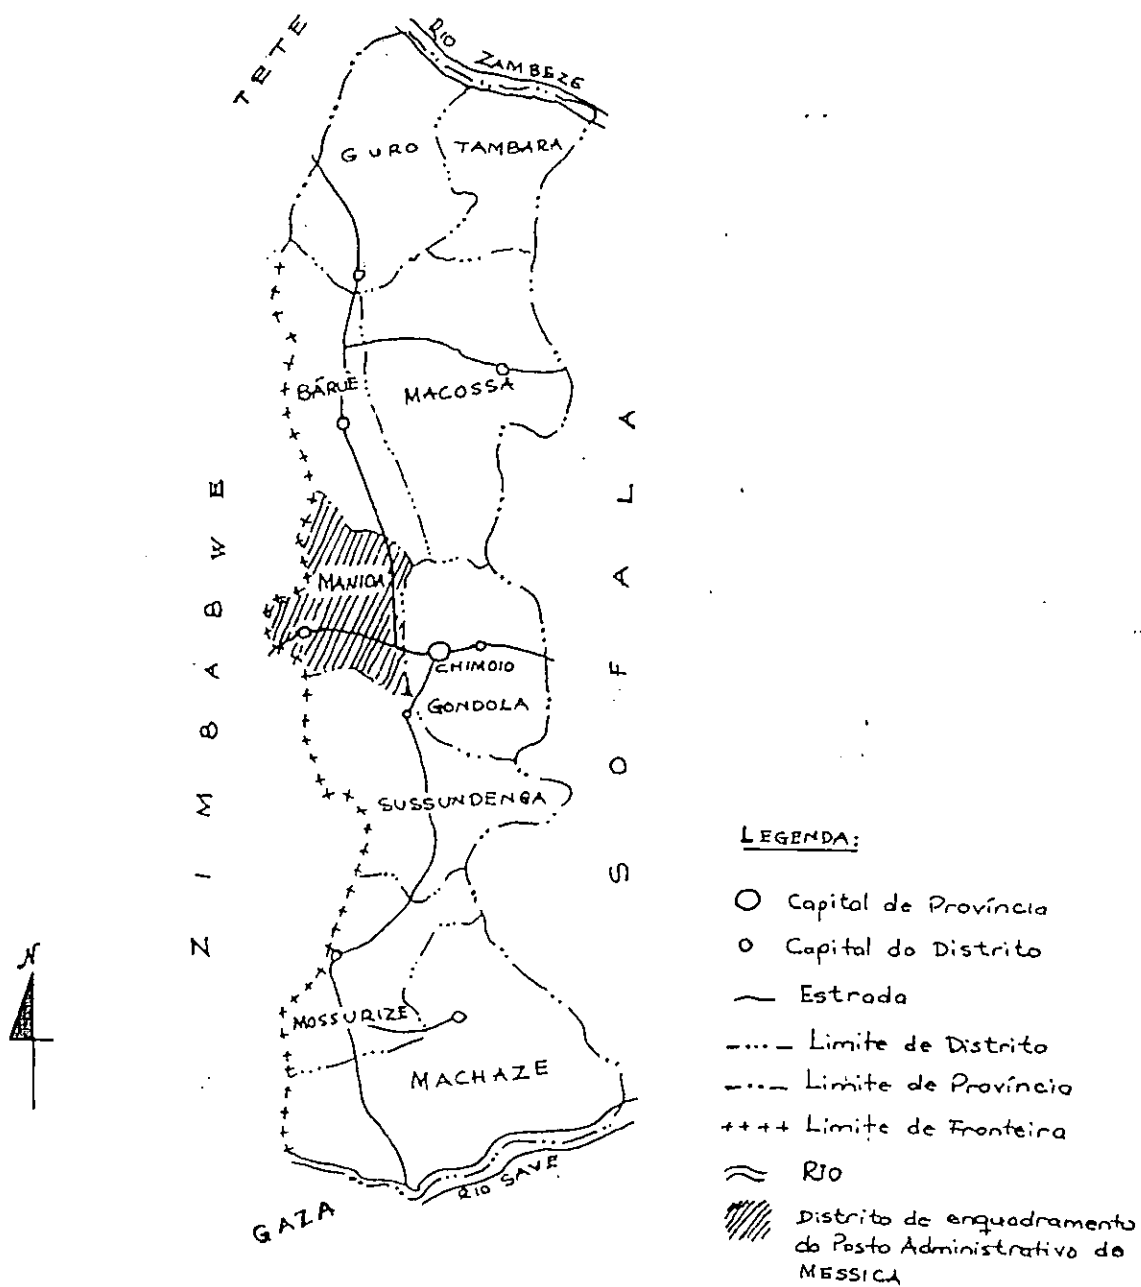 TETE
RIO
ZAMBEZE
GURO
TAMBARA
BÁRUE
MACOSSA
ZIMBABWE
SOFALA
MANICA
CHIMOIO
GONDOLA
SUSSUNDENGA
MOSSURIZE
MACHAZE
RIO SAVE
GAZA
N
LEGENDA:
Capital de Província
Capital do Distrito
Estrada
Limite de Distrito
Limite de Província
Limite de Fronteira
RIO
Distrito de enquadramento
do Posto Administrativo de
MESSICA